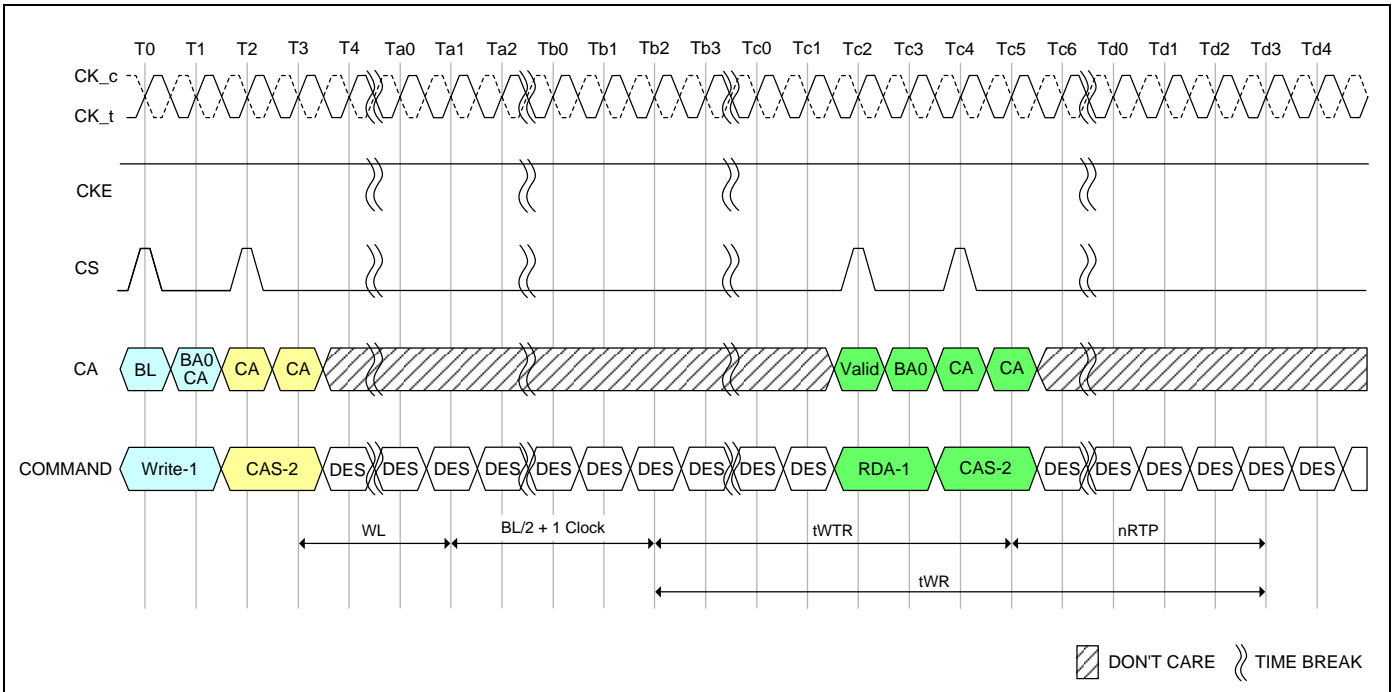 T0 T1 T2 T3 T4 Ta0 Ta1 Ta2 Tb0 Tb1 Tb2 Tb3 Tc0 Tc1 Tc2 Tc3 Tc4 Tc5 Tc6 Td0 Td1 Td2 Td3 Td4
CK_c
CK_t
CKE
CS
CA BL BA0 CA CA CA Valid BA0 CA CA
COMMAND Write-1 CAS-2 DES DES DES DES DES DES DES DES DES DES RDA-1 CAS-2 DES DES DES DES DES DES
WL BL/2 + 1 Clock tWTR nRTP
tWR
DON'T CARE TIME BREAK